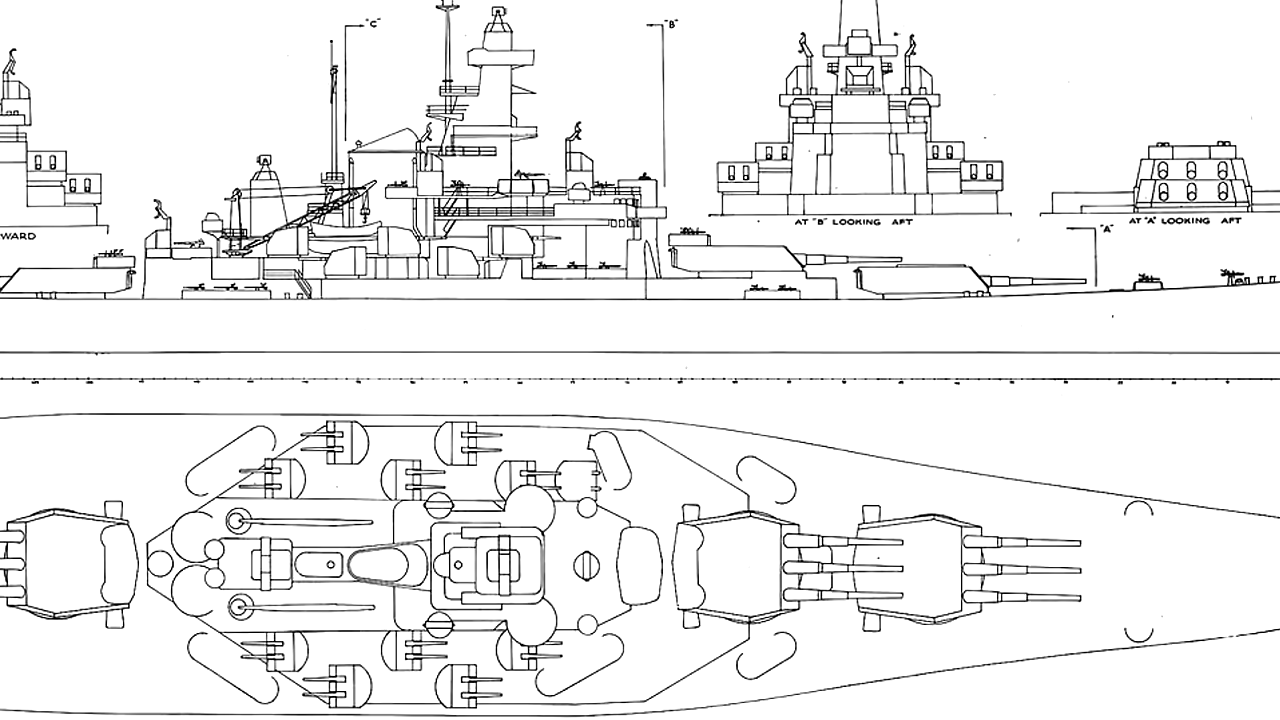 "C"
"B"
AT "B" LOOKING AFT
AT "A" LOOKING AFT
WARD
"A"